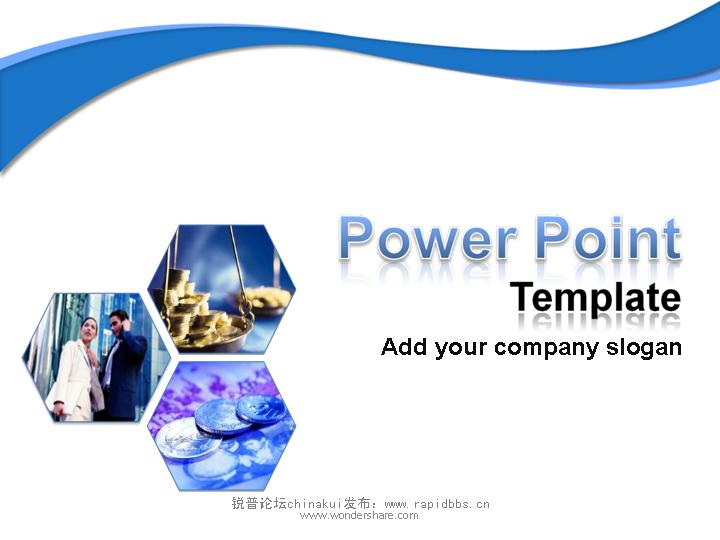 Power Point
Template
Add your company slogan
锐普论坛chinakui发布：www.rapidbbs.cn
www.wondershare.com